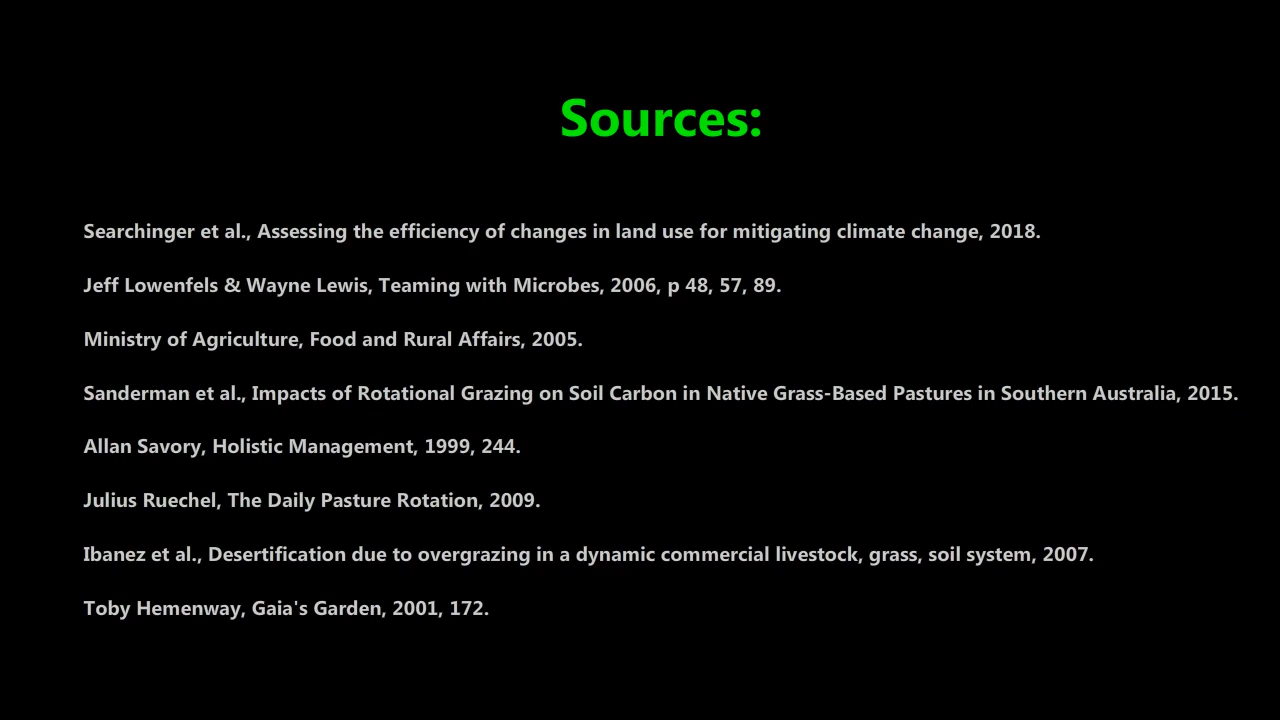 Sources:
Searchinger et al., Assessing the efficiency of changes in land use for mitigating climate change, 2018.
Jeff Lowenfels & Wayne Lewis, Teaming with Microbes, 2006, p 48, 57, 89.
Ministry of Agriculture, Food and Rural Affairs, 2005.
Sanderman et al., Impacts of Rotational Grazing on Soil Carbon in Native Grass-Based Pastures in Southern Australia, 2015.
Allan Savory, Holistic Management, 1999, 244.
Julius Ruechel, The Daily Pasture Rotation, 2009.
Ibanez et al., Desertification due to overgrazing in a dynamic commercial livestock, grass, soil system, 2007.
Toby Hemenway, Gaia's Garden, 2001, 172.